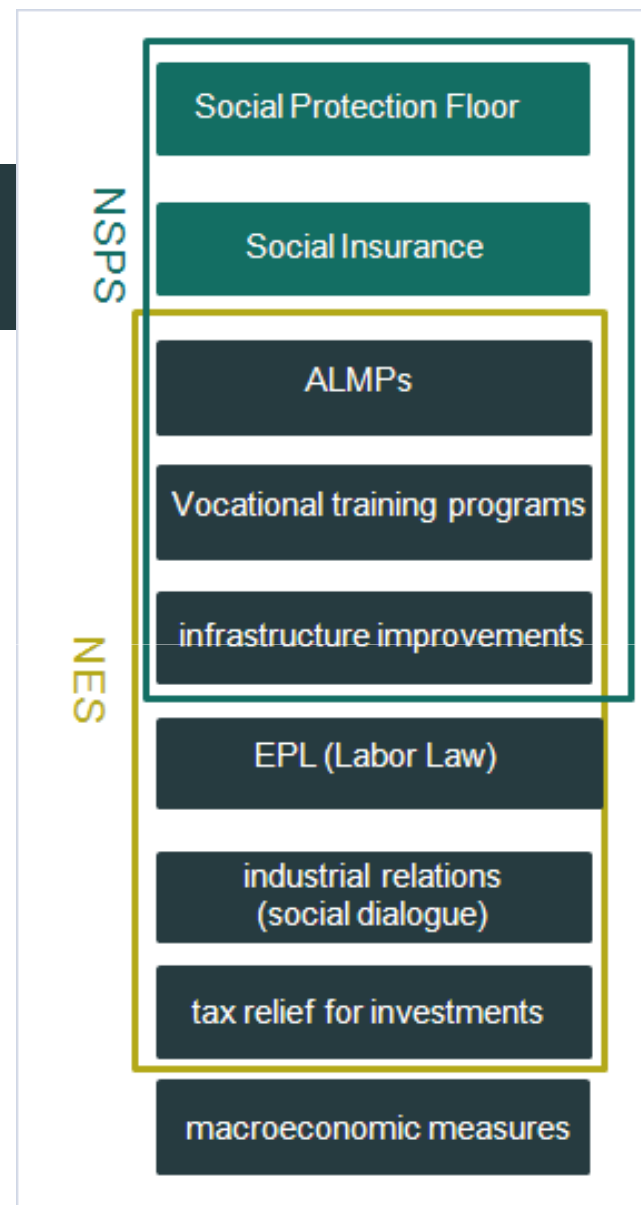 NSPS
Social Protection Floor
Social Insurance
ALMPs
Vocational training programs
infrastructure improvements
NES
EPL (Labor Law)
industrial relations
(social dialogue)
tax relief for investments
macroeconomic measures